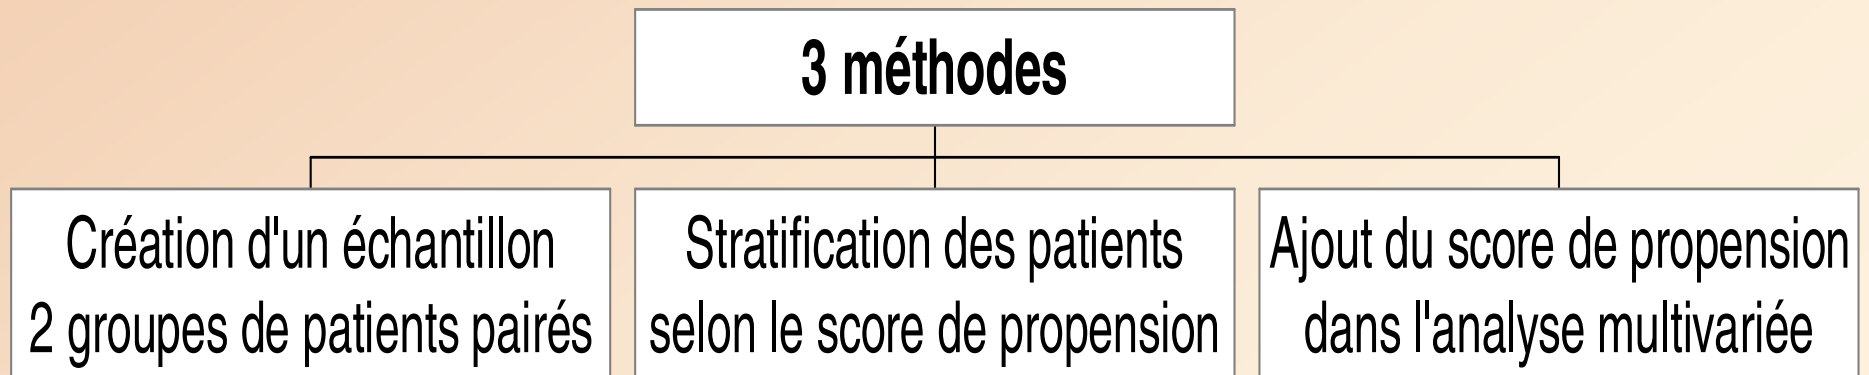 3 méthodes
Création d'un échantillon
2 groupes de patients pairés
Stratification des patients
selon le score de propension
Ajout du score de propension
dans l'analyse multivariée